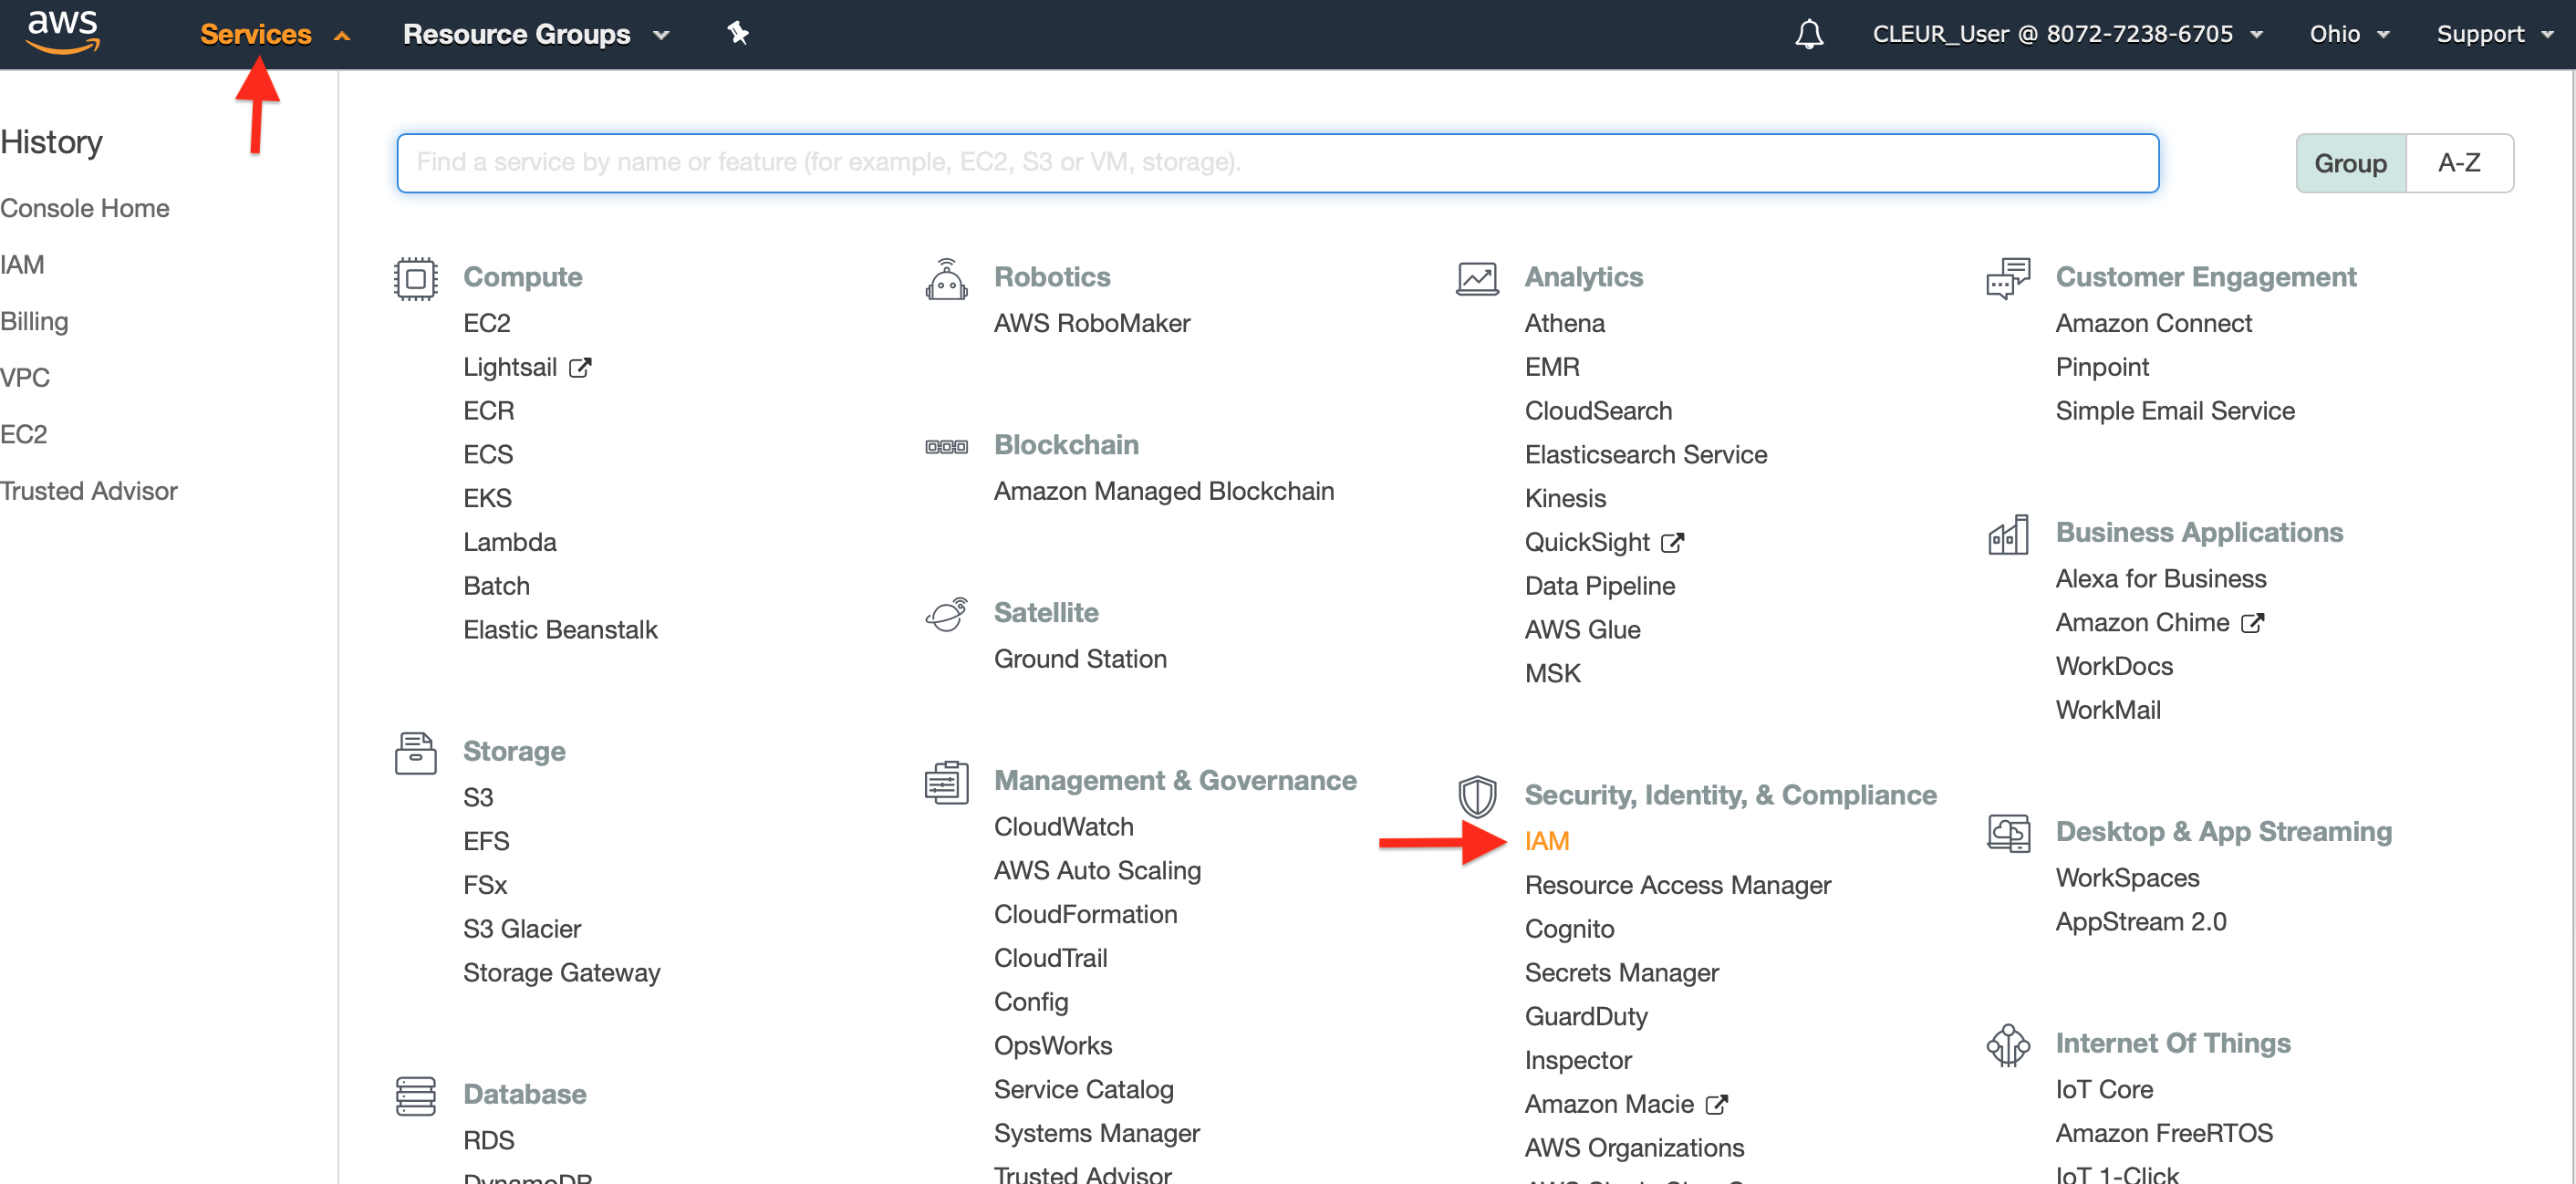 aws
Services
Resource Groups
CLEUR_User @ 8072-7238-6705
Ohio
Support
History
Console Home
IAM
Billing
VPC
EC2
Trusted Advisor
Find a service by name or feature (for example, EC2, S3 or VM, storage).
Group
A-Z
Compute
EC2
Lightsail
ECR
ECS
EKS
Lambda
Batch
Elastic Beanstalk
Storage
S3
EFS
FSx
S3 Glacier
Storage Gateway
Database
RDS
DynamoDB
Robotics
AWS RoboMaker
Blockchain
Amazon Managed Blockchain
Satellite
Ground Station
Management & Governance
CloudWatch
AWS Auto Scaling
CloudFormation
CloudTrail
Config
OpsWorks
Service Catalog
Systems Manager
Trusted Advisor
Analytics
Athena
EMR
CloudSearch
Elasticsearch Service
Kinesis
QuickSight
Data Pipeline
AWS Glue
MSK
Security, Identity, & Compliance
IAM
Resource Access Manager
Cognito
Secrets Manager
GuardDuty
Inspector
Amazon Macie
AWS Organizations
AWS Single Sign
Customer Engagement
Amazon Connect
Pinpoint
Simple Email Service
Business Applications
Alexa for Business
Amazon Chime
WorkDocs
WorkMail
Desktop & App Streaming
WorkSpaces
AppStream 2.0
Internet Of Things
IoT Core
Amazon FreeRTOS
IoT 1-Click